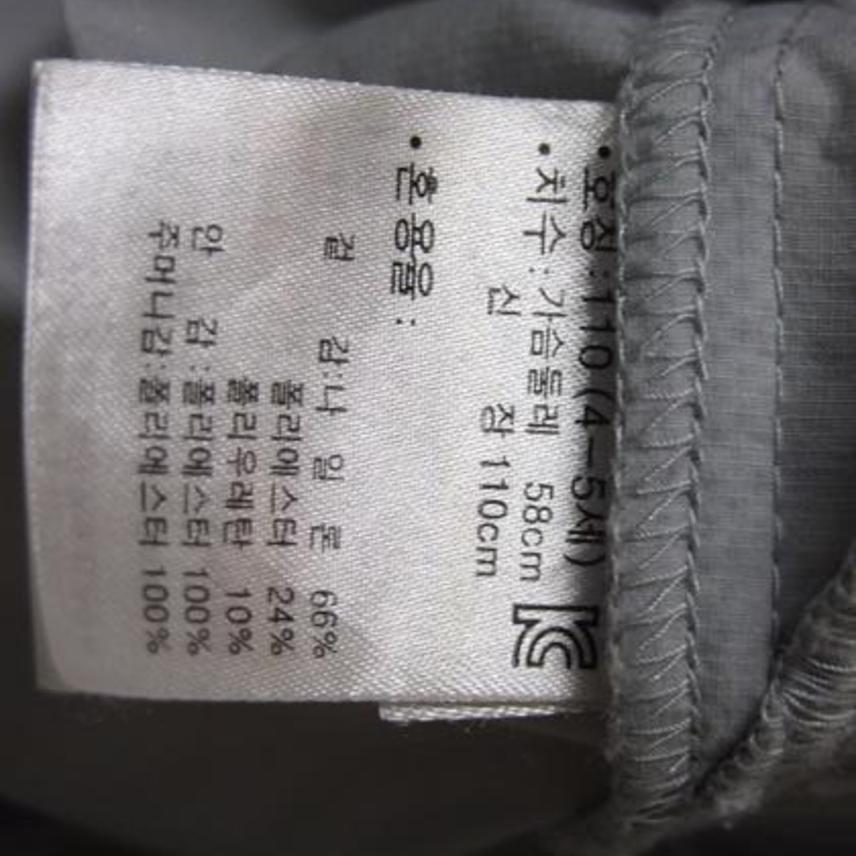 • 호칭 : 110 (4-5세)
• 치수 : 가슴둘레 58cm
신 장 110cm
KC
• 혼용율 :
겉 감 : 나 일 론 66%
폴리에스터 24%
폴리우레탄 10%
안 감 : 폴리에스터 100%
주머니감 : 폴리에스터 100%